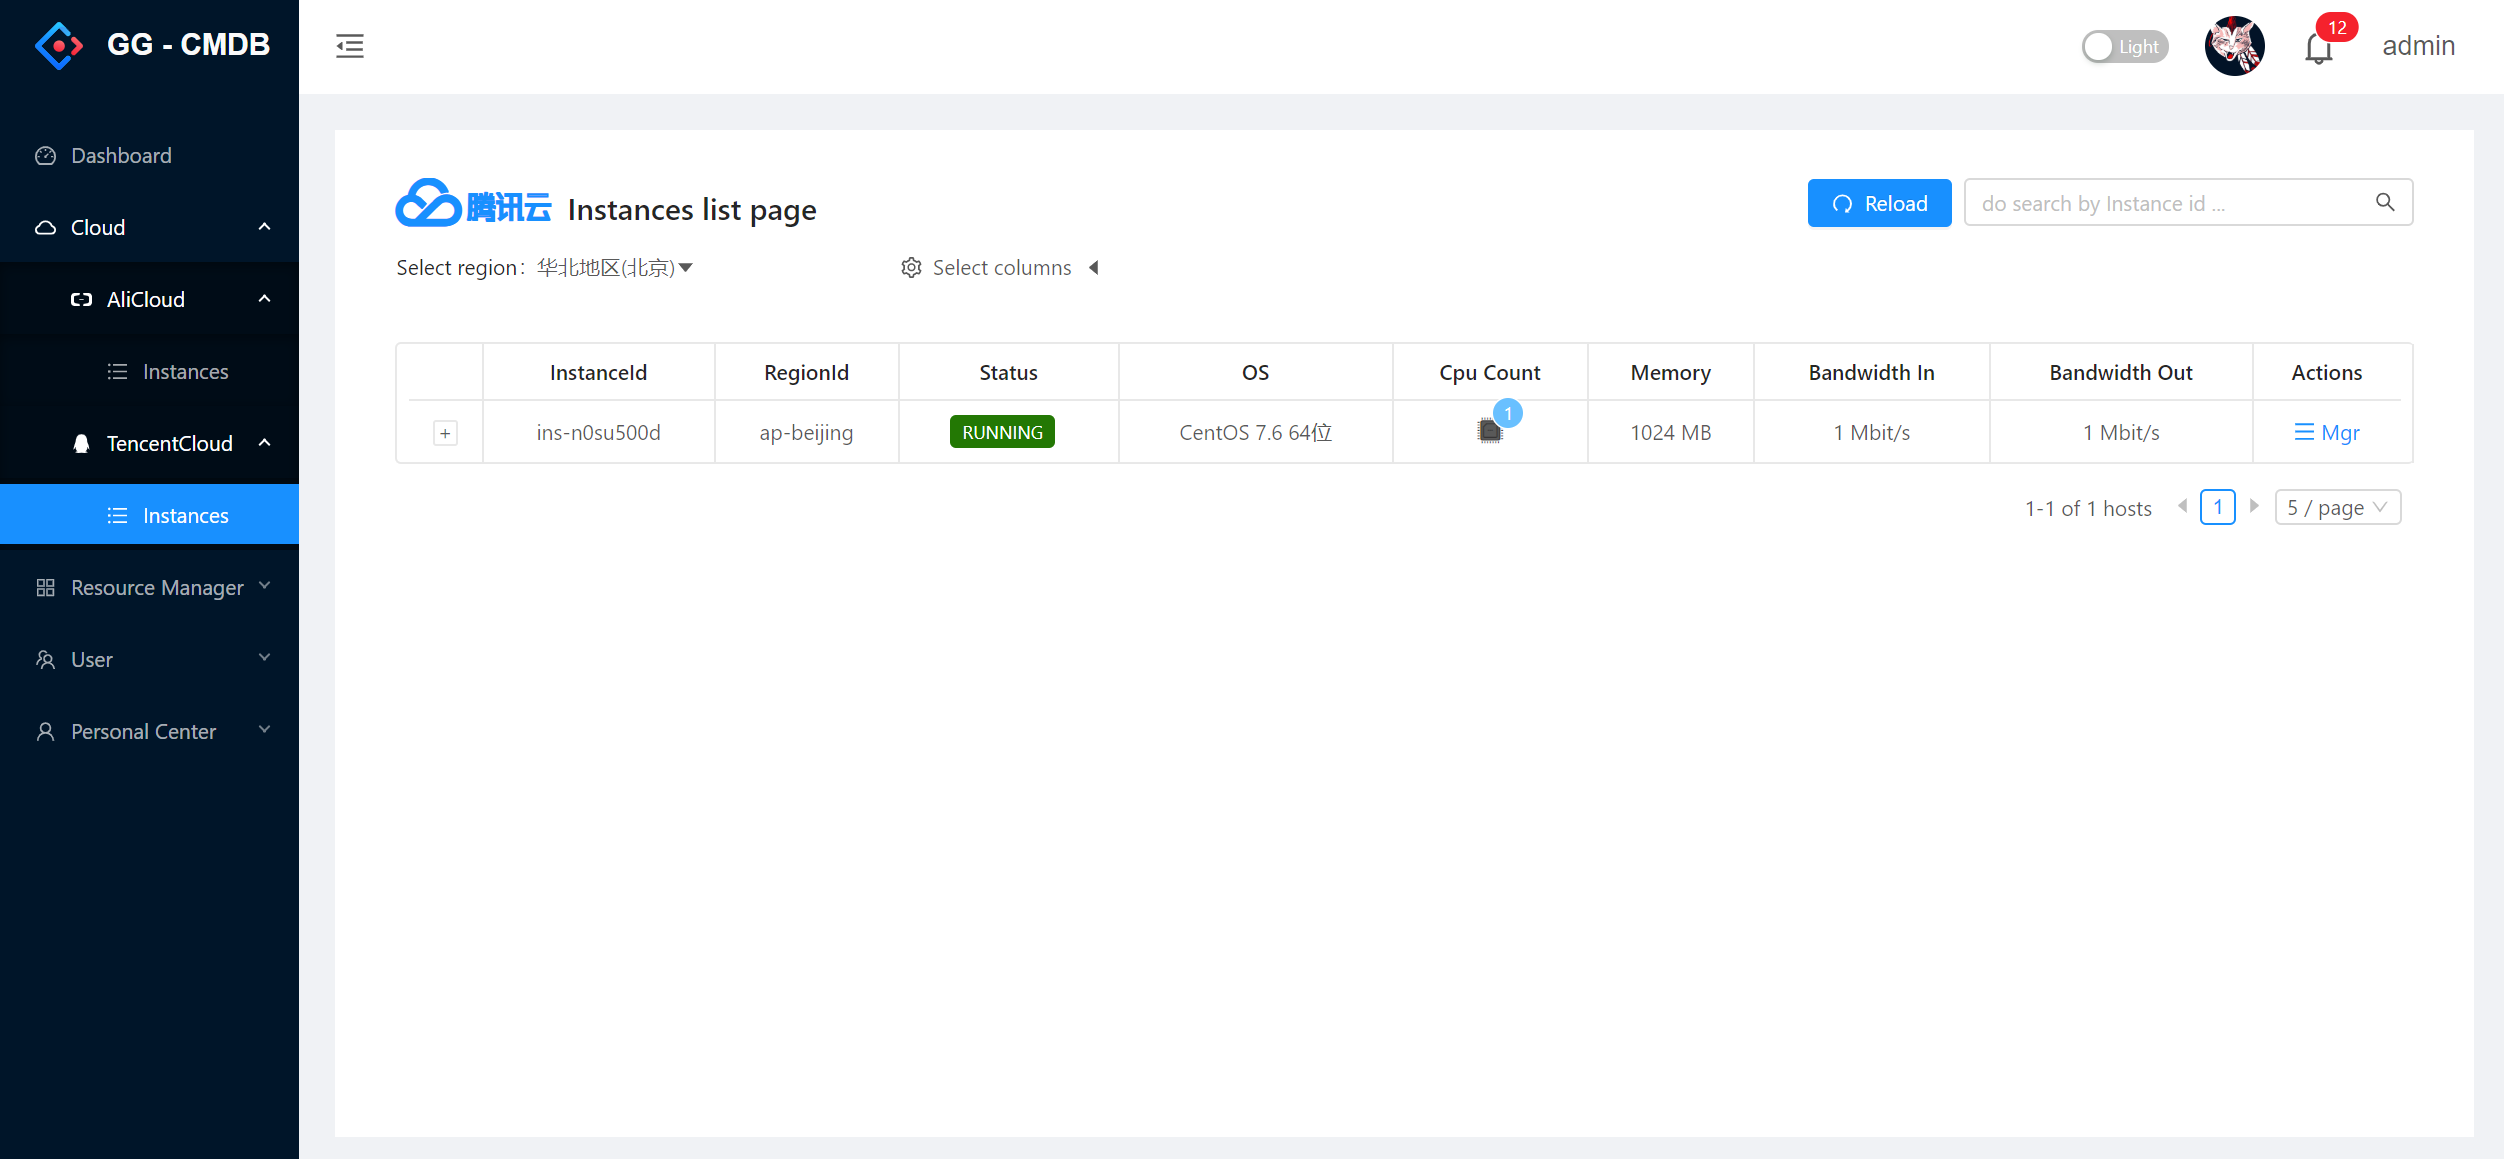 GG - CMDB
Light
12
admin
Dashboard
Cloud
AliCloud
Instances
TencentCloud
Instances
Resource Manager
User
Personal Center
腾讯云 Instances list page
Reload
do search by Instance id ...
Select region: 华北地区(北京)
Select columns
InstanceId RegionId Status OS Cpu Count Memory Bandwidth In Bandwidth Out Actions
ins-n0su500d ap-beijing RUNNING CentOS 7.6 64位 1 1024 MB 1 Mbit/s 1 Mbit/s Mgr
1-1 of 1 hosts 1 5 / page